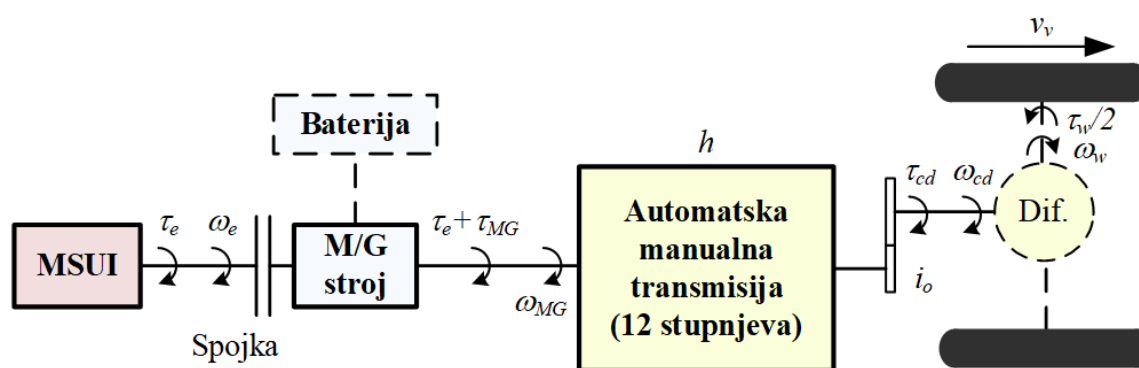 v_v
Baterija
τ_w/2
ω_w
h
τ_cd ω_cd
τ_e ω_e
τ_e + τ_MG
Automatska
manualna
transmisija
(12 stupnjeva)
Dif.
MSUI
M/G
stroj
ω_MG
i_o
Spojka